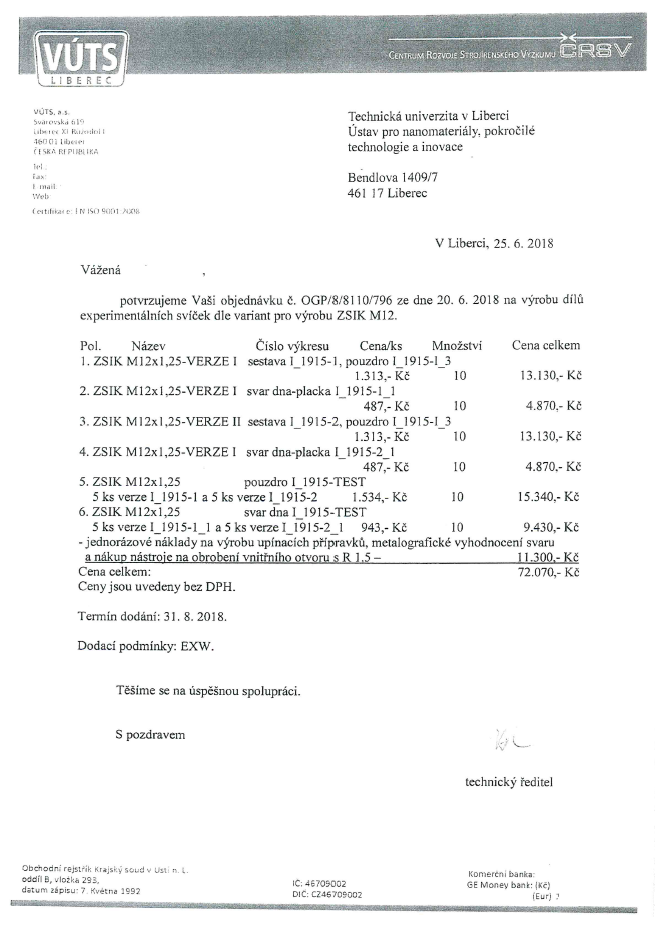 VÚTS
LIBEREC
CENTRUM ROZVOJE STROJÍRENSKÉHO VÝZKUMU ČRSV
VÚTS, a.s.
Svárovská 619
Liberec XI-Růžodol I
460 01 Liberec
ČESKÁ REPUBLIKA
Tel.:
Fax:
E-mail:
Web:
Certifikace: EN ISO 9001:2008
Technická univerzita v Liberci
Ústav pro nanomateriály, pokročilé
technologie a inovace
Bendlova 1409/7
461 17 Liberec
V Liberci, 25. 6. 2018
Vážená ,
potvrzujeme Vaši objednávku č. OGP/8/8110/796 ze dne 20. 6. 2018 na výrobu dílů
experimentálních svíček dle variant pro výrobu ZSIK M12.
Pol. Název Číslo výkresu Cena/ks Množství Cena celkem
1. ZSIK M12x1,25-VERZE I sestava I_1915-1, pouzdro I_1915-I_3
1.313,- Kč 10 13.130,- Kč
2. ZSIK M12x1,25-VERZE I svar dna-placka I_1915-1_1
487,- Kč 10 4.870,- Kč
3. ZSIK M12x1,25-VERZE II sestava I_1915-2, pouzdro I_1915-I_3
1.313,- Kč 10 13.130,- Kč
4. ZSIK M12x1,25-VERZE I svar dna-placka I_1915-2_1
487,- Kč 10 4.870,- Kč
5. ZSIK M12x1,25 pouzdro I_1915-TEST
5 ks verze I_1915-1 a 5 ks verze I_1915-2 1.534,- Kč 10 15.340,- Kč
6. ZSIK M12x1,25 svar dna I_1915-TEST
5 ks verze I_1915-1_1 a 5 ks verze I_1915-2_1 943,- Kč 10 9.430,- Kč
- jednorázové náklady na výrobu upínacích přípravků, metalografické vyhodnocení svaru
a nákup nástroje na obrobení vnitřního otvoru s R 1,5 – 11.300,- Kč
Cena celkem: 72.070,- Kč
Ceny jsou uvedeny bez DPH.
Termín dodání: 31. 8. 2018.
Dodací podmínky: EXW.
Těšíme se na úspěšnou spolupráci.
S pozdravem
technický ředitel
Obchodní rejstřík Krajský soud v Ústí n. L.
oddíl B, vložka 293,
datum zápisu: 7. Května 1992
IČ: 46709002
DIČ: CZ46709002
Komerční banka:
GE Money bank: (Kč)
(Eur)